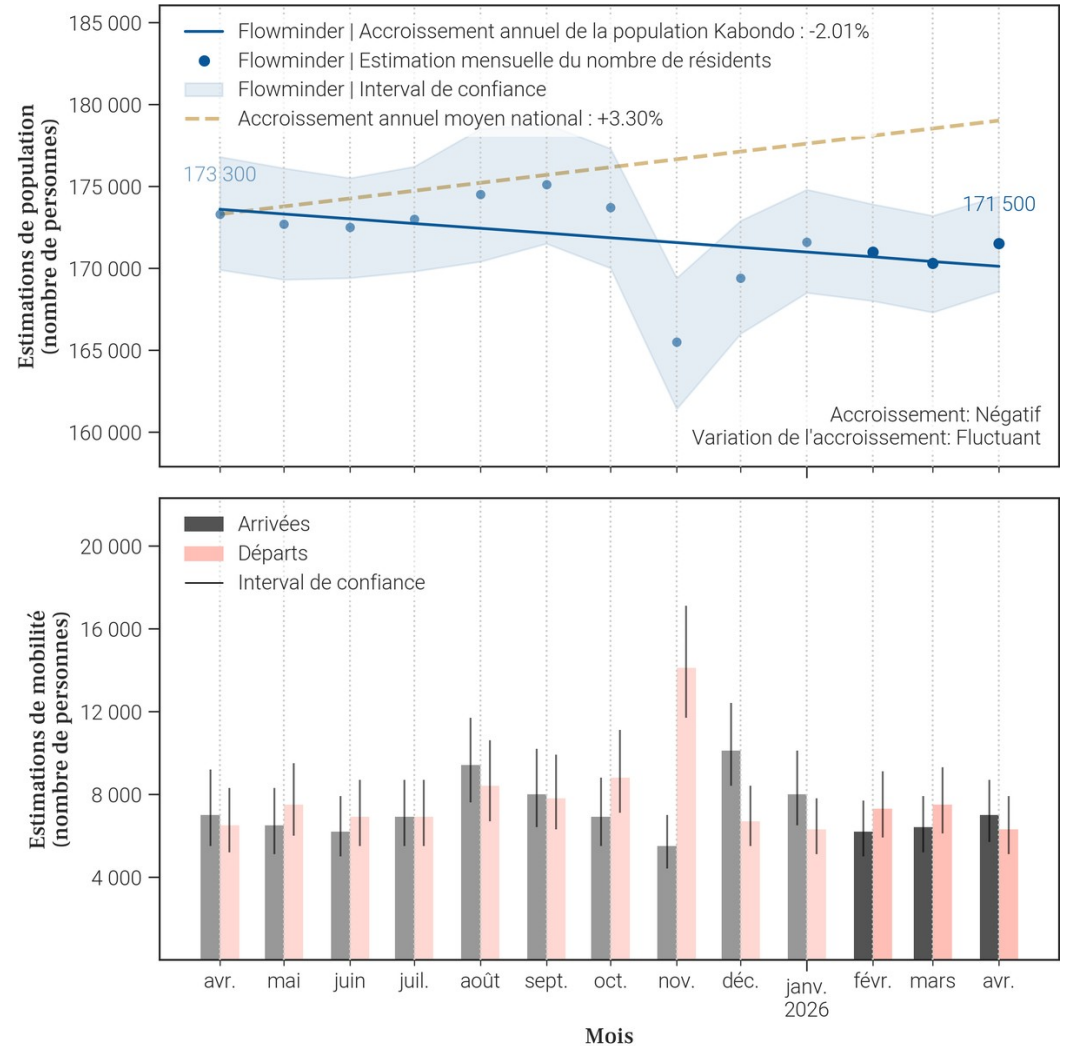 185 000
180 000
175 000
170 000
165 000
160 000
Estimations de population
(nombre de personnes)
Flowminder | Accroissement annuel de la population Kabondo : -2.01%
Flowminder | Estimation mensuelle du nombre de résidents
Flowminder | Interval de confiance
Accroissement annuel moyen national : +3.30%
173 300
171 500
Accroissement: Négatif
Variation de l'accroissement: Fluctuant
20 000
16 000
12 000
8 000
4 000
Estimations de mobilité
(nombre de personnes)
Arrivées
Départs
Interval de confiance
avr. mai juin juil. août sept. oct. nov. déc. janv. févr. mars avr.
2026
Mois